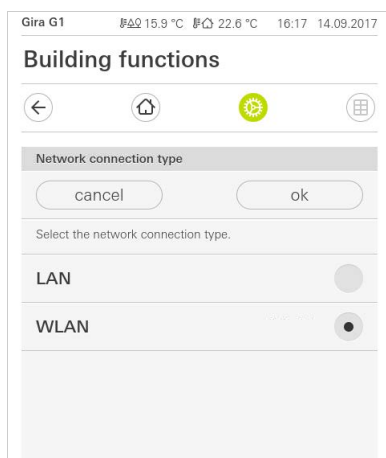 Gira G1 15.9 °C 22.6 °C 16:17 14.09.2017
Building functions
Network connection type
cancel ok
Select the network connection type.
LAN
WLAN